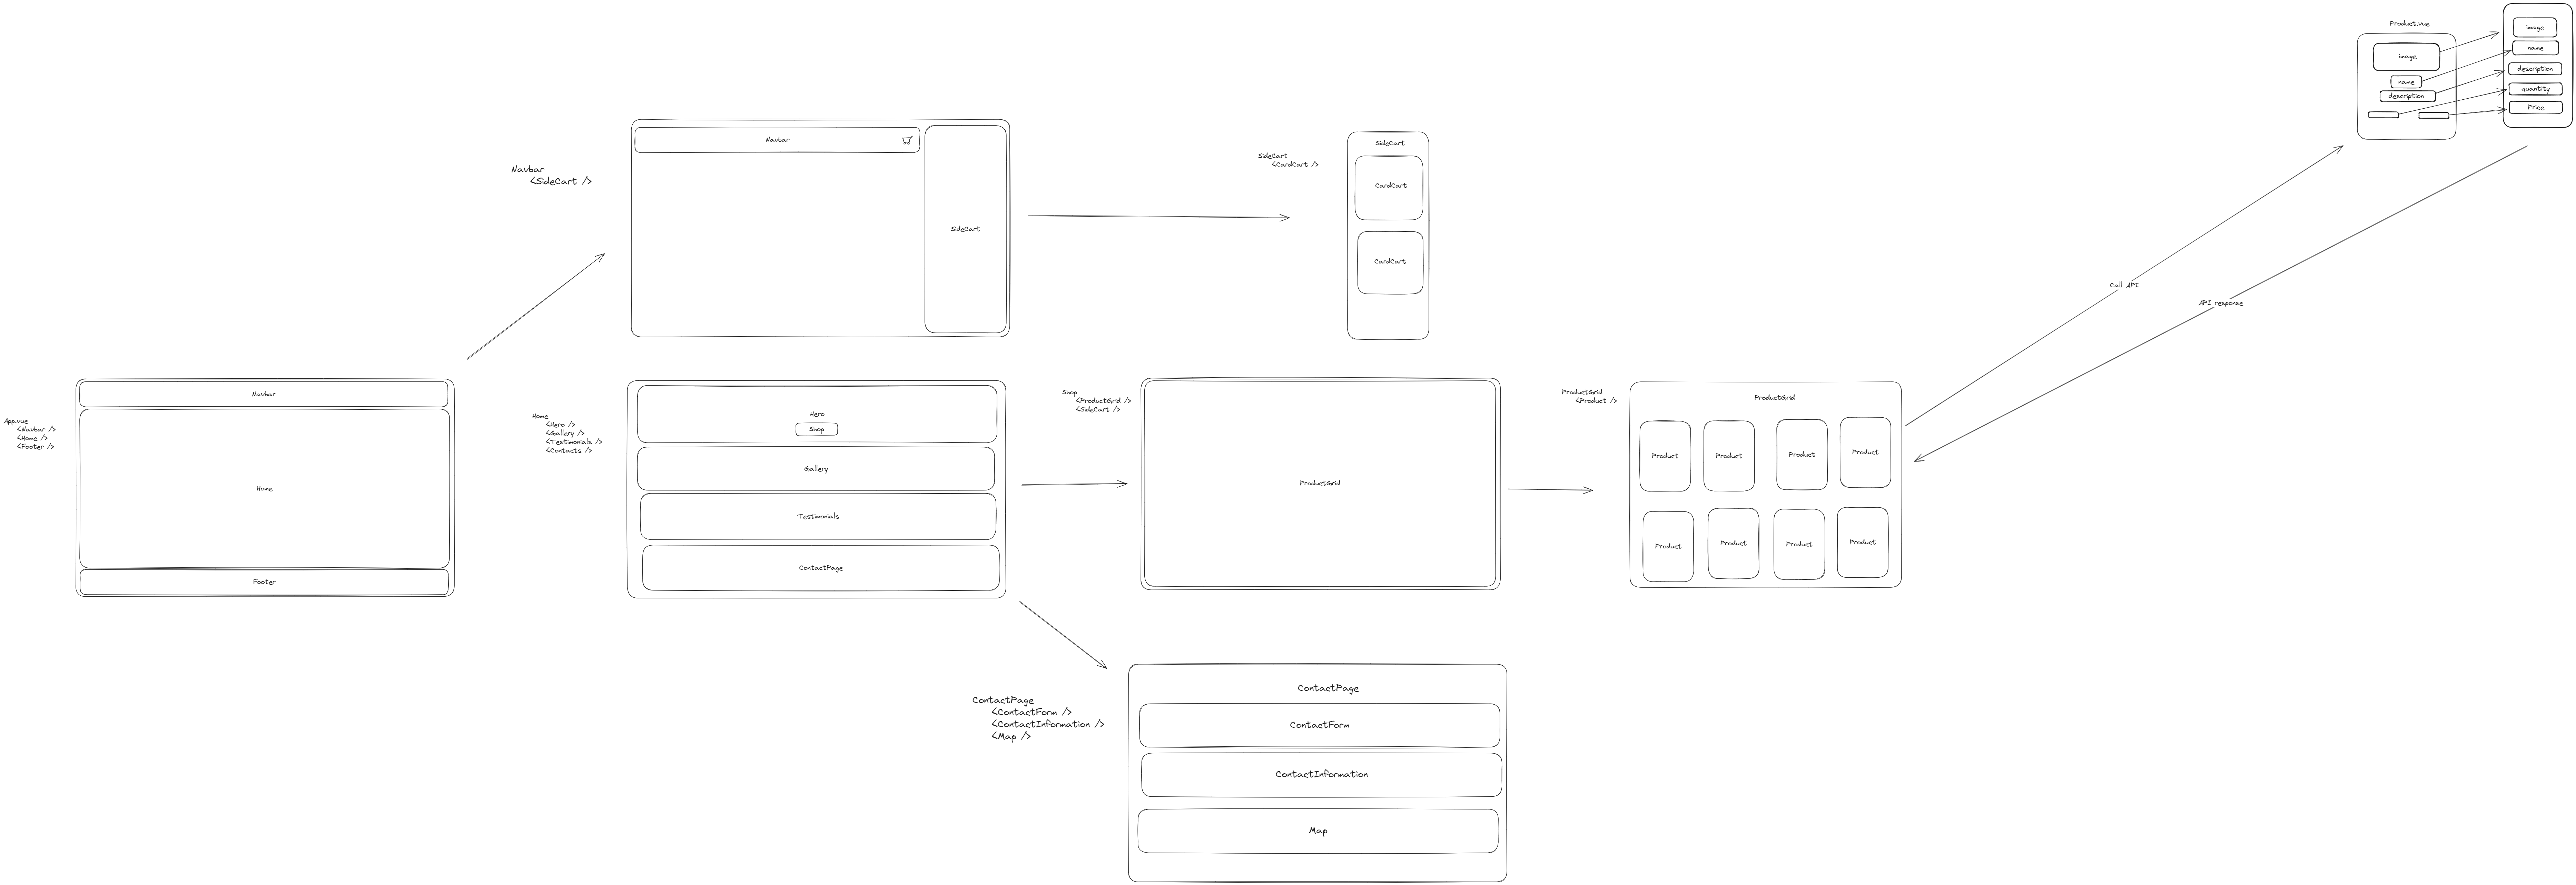 Product.vue
image
name
description
image
name
description
quantity
Price
Navbar
<SideCart />
Navbar
SideCart
SideCart
<CardCart />
SideCart
CardCart
CardCart
Call API
API response
App.vue
<Navbar />
<Home />
<Footer />
Navbar
Home
Footer
Home
<Hero />
<Gallery />
<Testimonials />
<Contacts />
Hero
Shop
Gallery
Testimonials
ContactPage
Shop
<ProductGrid />
<SideCart />
ProductGrid
ProductGrid
<Product />
ProductGrid
Product
Product
Product
Product
Product
Product
Product
Product
ContactPage
<ContactForm />
<ContactInformation />
<Map />
ContactPage
ContactForm
ContactInformation
Map